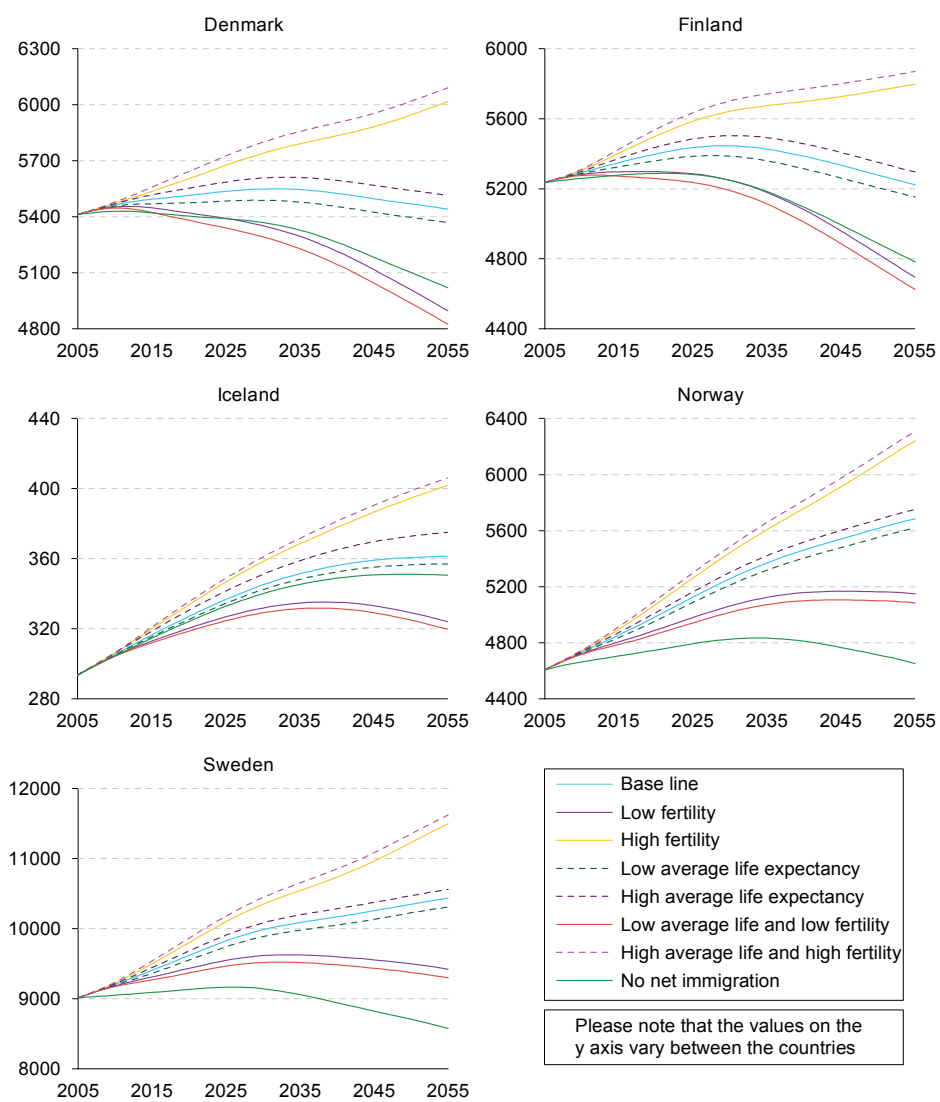 Denmark
6300
6000
5700
5400
5100
4800
2005 2015 2025 2035 2045 2055
Finland
6000
5600
5200
4800
4400
2005 2015 2025 2035 2045 2055
Iceland
440
400
360
320
280
2005 2015 2025 2035 2045 2055
Norway
6400
6000
5600
5200
4800
4400
2005 2015 2025 2035 2045 2055
Sweden
12000
11000
10000
9000
8000
2005 2015 2025 2035 2045 2055
Base line
Low fertility
High fertility
Low average life expectancy
High average life expectancy
Low average life and low fertility
High average life and high fertility
No net immigration
Please note that the values on the
y axis vary between the countries